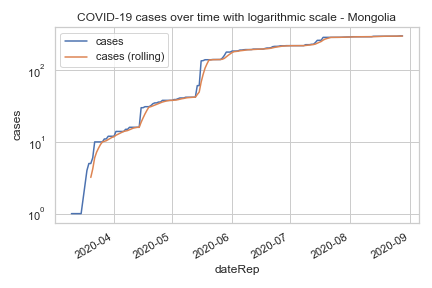 COVID-19 cases over time with logarithmic scale - Mongolia
cases
cases (rolling)
cases
10²
10¹
10⁰
2020-04
2020-05
2020-06
2020-07
2020-08
2020-09
dateRep